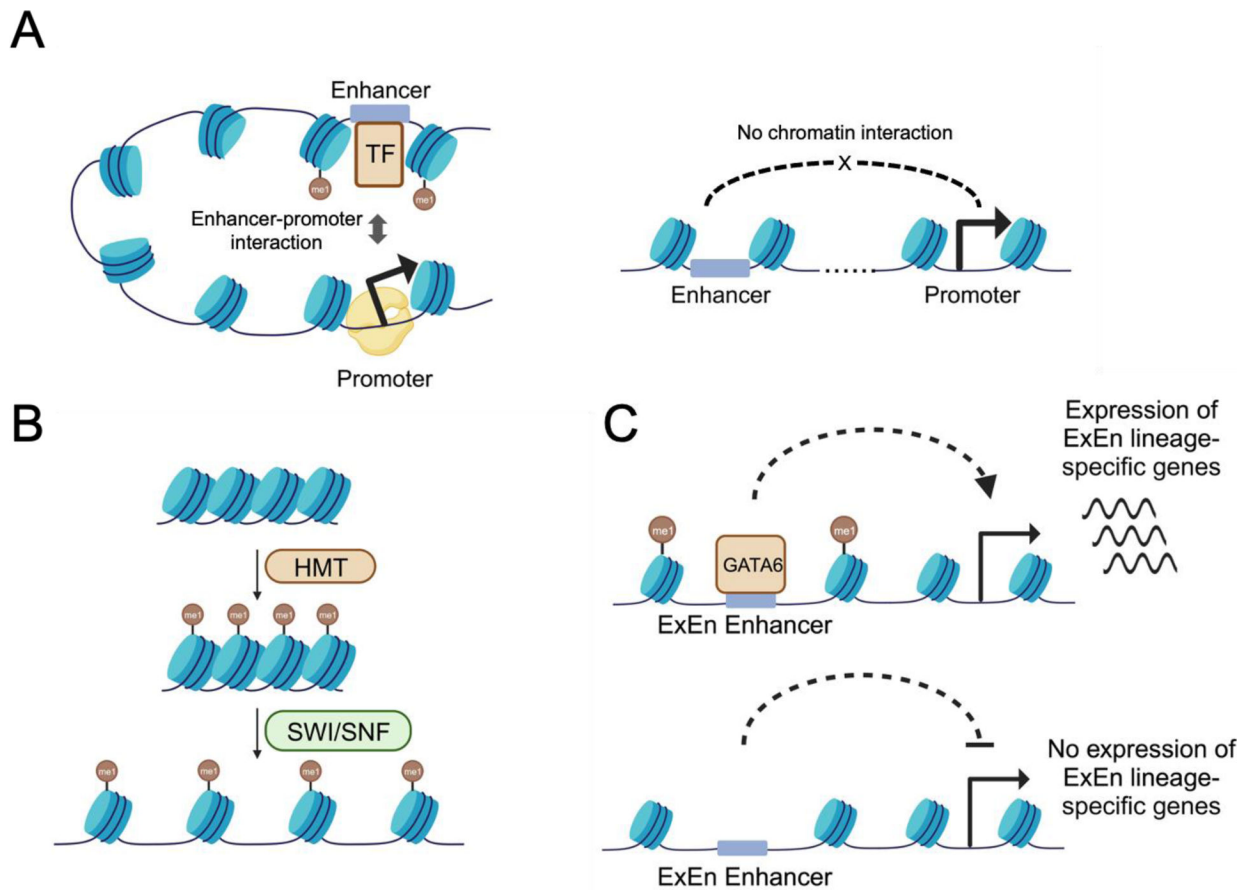 A
Enhancer
TF
me1
me1
Enhancer-promoter
interaction
Promoter
No chromatin interaction
X
Enhancer
Promoter
B
HMT
me1 me1 me1 me1
SWI/SNF
me1 me1 me1 me1
C
Expression of
ExEn lineage-
specific genes
me1 me1
GATA6
ExEn Enhancer
No expression of
ExEn lineage-
specific genes
ExEn Enhancer